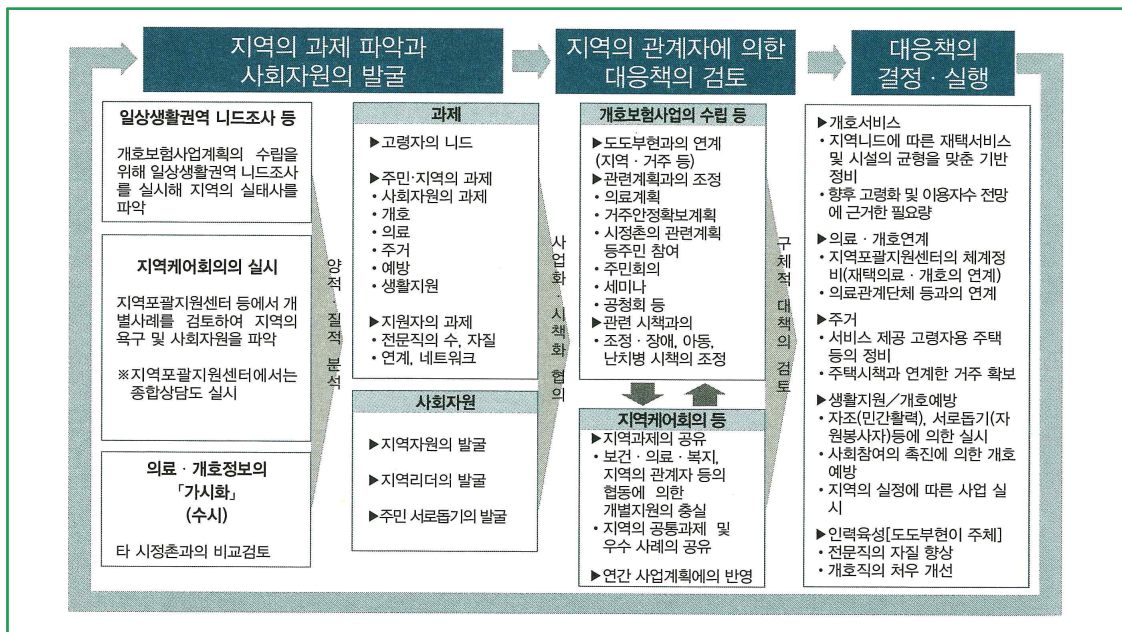 지역의 과제 파악과
사회자원의 발굴
지역의 관계자에 의한
대응책의 검토
대응책의
결정 · 실행
일상생활권역 니드조사 등
개호보험사업계획의 수립을
위해 일상생활권역 니드조사
를 실시해 지역의 실태사를
파악
지역케어회의의 실시
지역포괄지원센터 등에서 개
별사례를 검토하여 지역의
욕구 및 사회자원을 파악
※지역포괄지원센터에서는
종합상담도 실시
의료 · 개호정보의
「가시화」
(수시)
타 시정촌과의 비교검토
양적 · 질적 분석
과제
▶고령자의 니드
▶주민·지역의 과제
• 사회자원의 과제
• 개호
• 의료
• 주거
• 예방
• 생활지원
▶지원자의 과제
• 전문직의 수, 자질
• 연계, 네트워크
사회자원
▶지역자원의 발굴
▶지역리더의 발굴
▶주민 서로돕기의 발굴
사업화 · 시책화 협의
개호보험사업의 수립 등
▶도도부현과의 연계
(지역 · 거주 등)
▶관련계획과의 조정
• 의료계획
• 거주안정확보계획
• 시정촌의 관련계획
등주민 참여
• 주민회의
• 세미나
• 공청회 등
▶관련 시책과의
• 조정 · 장애, 아동,
난치병 시책의 조정
지역케어회의 등
▶지역과제의 공유
• 보건 · 의료 · 복지,
지역의 관계자 등의
협동에 의한
개별지원의 충실
• 지역의 공통과제 및
우수 사례의 공유
▶연간 사업계획에의 반영
구체적 대책의 검토
▶개호서비스
• 지역니드에 따른 재택서비스
및 시설의 균형을 맞춘 기반
정비
• 향후 고령화 및 이용자수 전망
에 근거한 필요량
▶의료 · 개호연계
• 지역포괄지원센터의 체계정
비(재택의료 · 개호의 연계)
• 의료관계단체 등과의 연계
▶주거
• 서비스 제공 고령자용 주택
등의 정비
• 주택시책과 연계한 거주 확보
▶생활지원／개호예방
• 자조(민간활력), 서로돕기(자
원봉사자)등에 의한 실시
• 사회참여의 촉진에 의한 개호
예방
• 지역의 실정에 따른 사업 실
시
▶인력육성[도도부현이 주체]
• 전문직의 자질 향상
• 개호직의 처우 개선